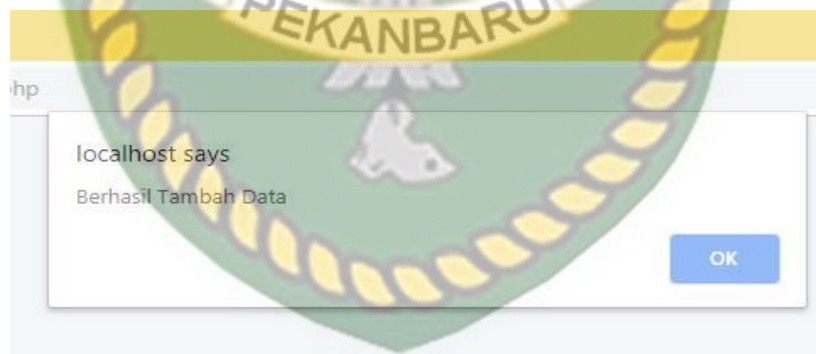 PEKANBARU
hp
localhost says
Berhasil Tambah Data
OK